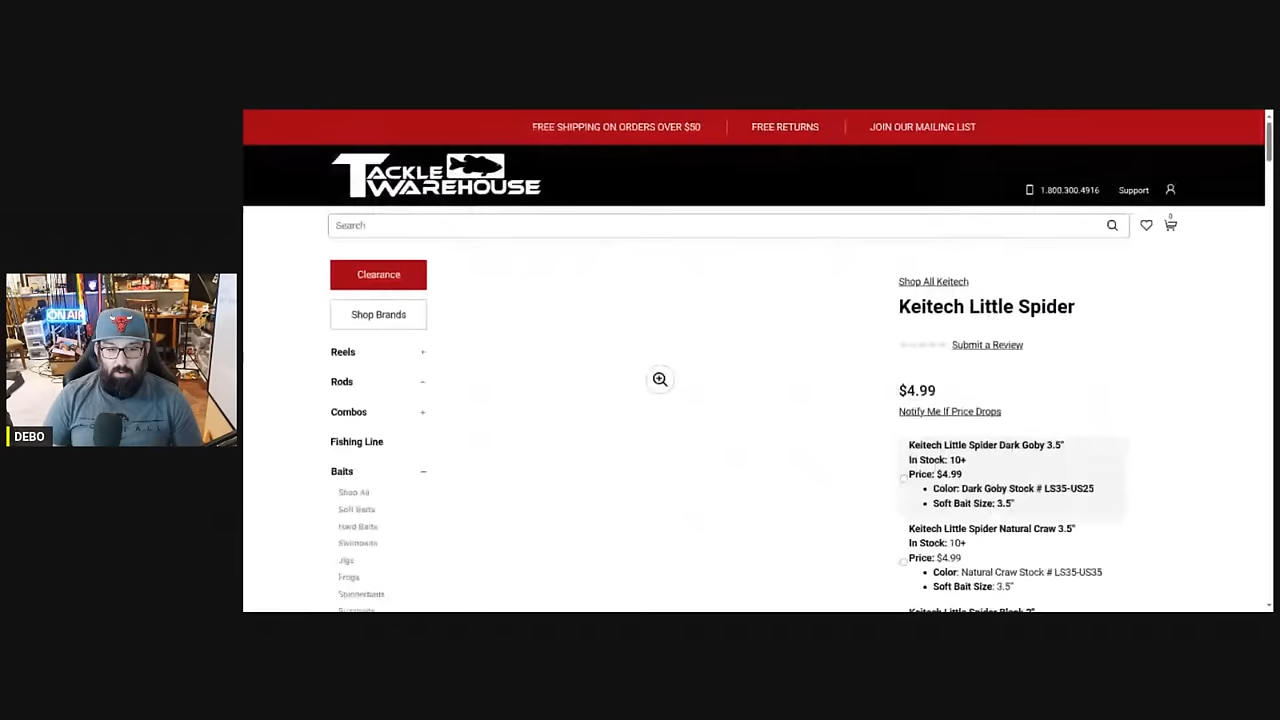 FREE SHIPPING ON ORDERS OVER $50
FREE RETURNS
JOIN OUR MAILING LIST
TACKLE WAREHOUSE
1.800.300.4916
Support
Search
0
Clearance
Shop Brands
Reels +
Rods –
Combos +
Fishing Line
Baits –
Shop All
Soft Baits
Hard Baits
Swimbaits
Jigs
Frogs
Spinnerbaits
Shop All Keitech
Keitech Little Spider
Submit a Review
$4.99
Notify Me If Price Drops
Keitech Little Spider Dark Goby 3.5"
In Stock: 10+
Price: $4.99
• Color: Dark Goby Stock # LS35-US25
• Soft Bait Size: 3.5"
Keitech Little Spider Natural Craw 3.5"
In Stock: 10+
Price: $4.99
• Color: Natural Craw Stock # LS35-US35
• Soft Bait Size: 3.5"
Keitech Little Spider
ON AIR
DEBO